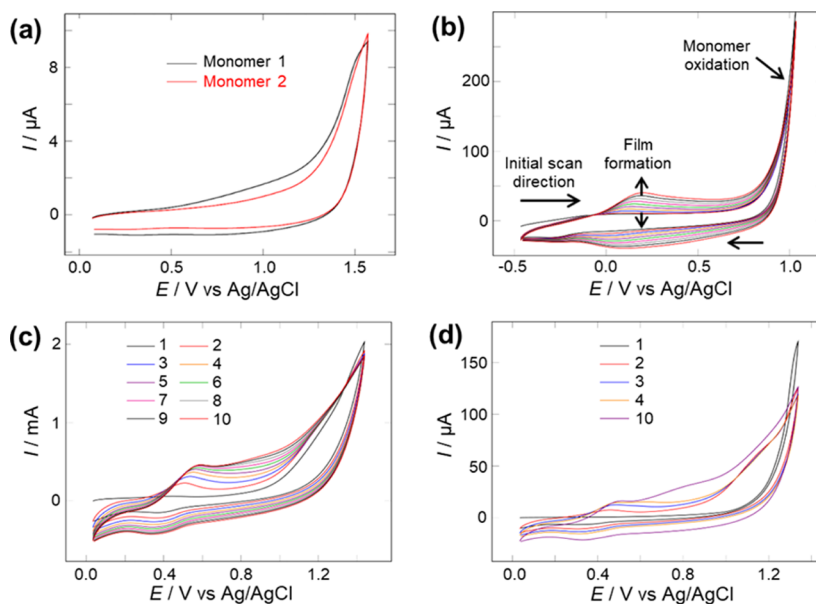 (a)
Monomer 1
Monomer 2
8
4
0
I / µA
0.0
0.5
1.0
1.5
E / V vs Ag/AgCl
(b)
Monomer
oxidation
Film
formation
Initial scan
direction
200
100
50
0
I / µA
-0.5
0.0
0.5
1.0
E / V vs Ag/AgCl
(c)
1 2
3 4
5 6
7 8
9 10
2
1
0
I / mA
0.0
0.4
0.8
1.2
E / V vs Ag/AgCl
(d)
1
2
3
4
10
150
100
50
0
I / µA
0.0
0.4
0.8
1.2
E / V vs Ag/AgCl